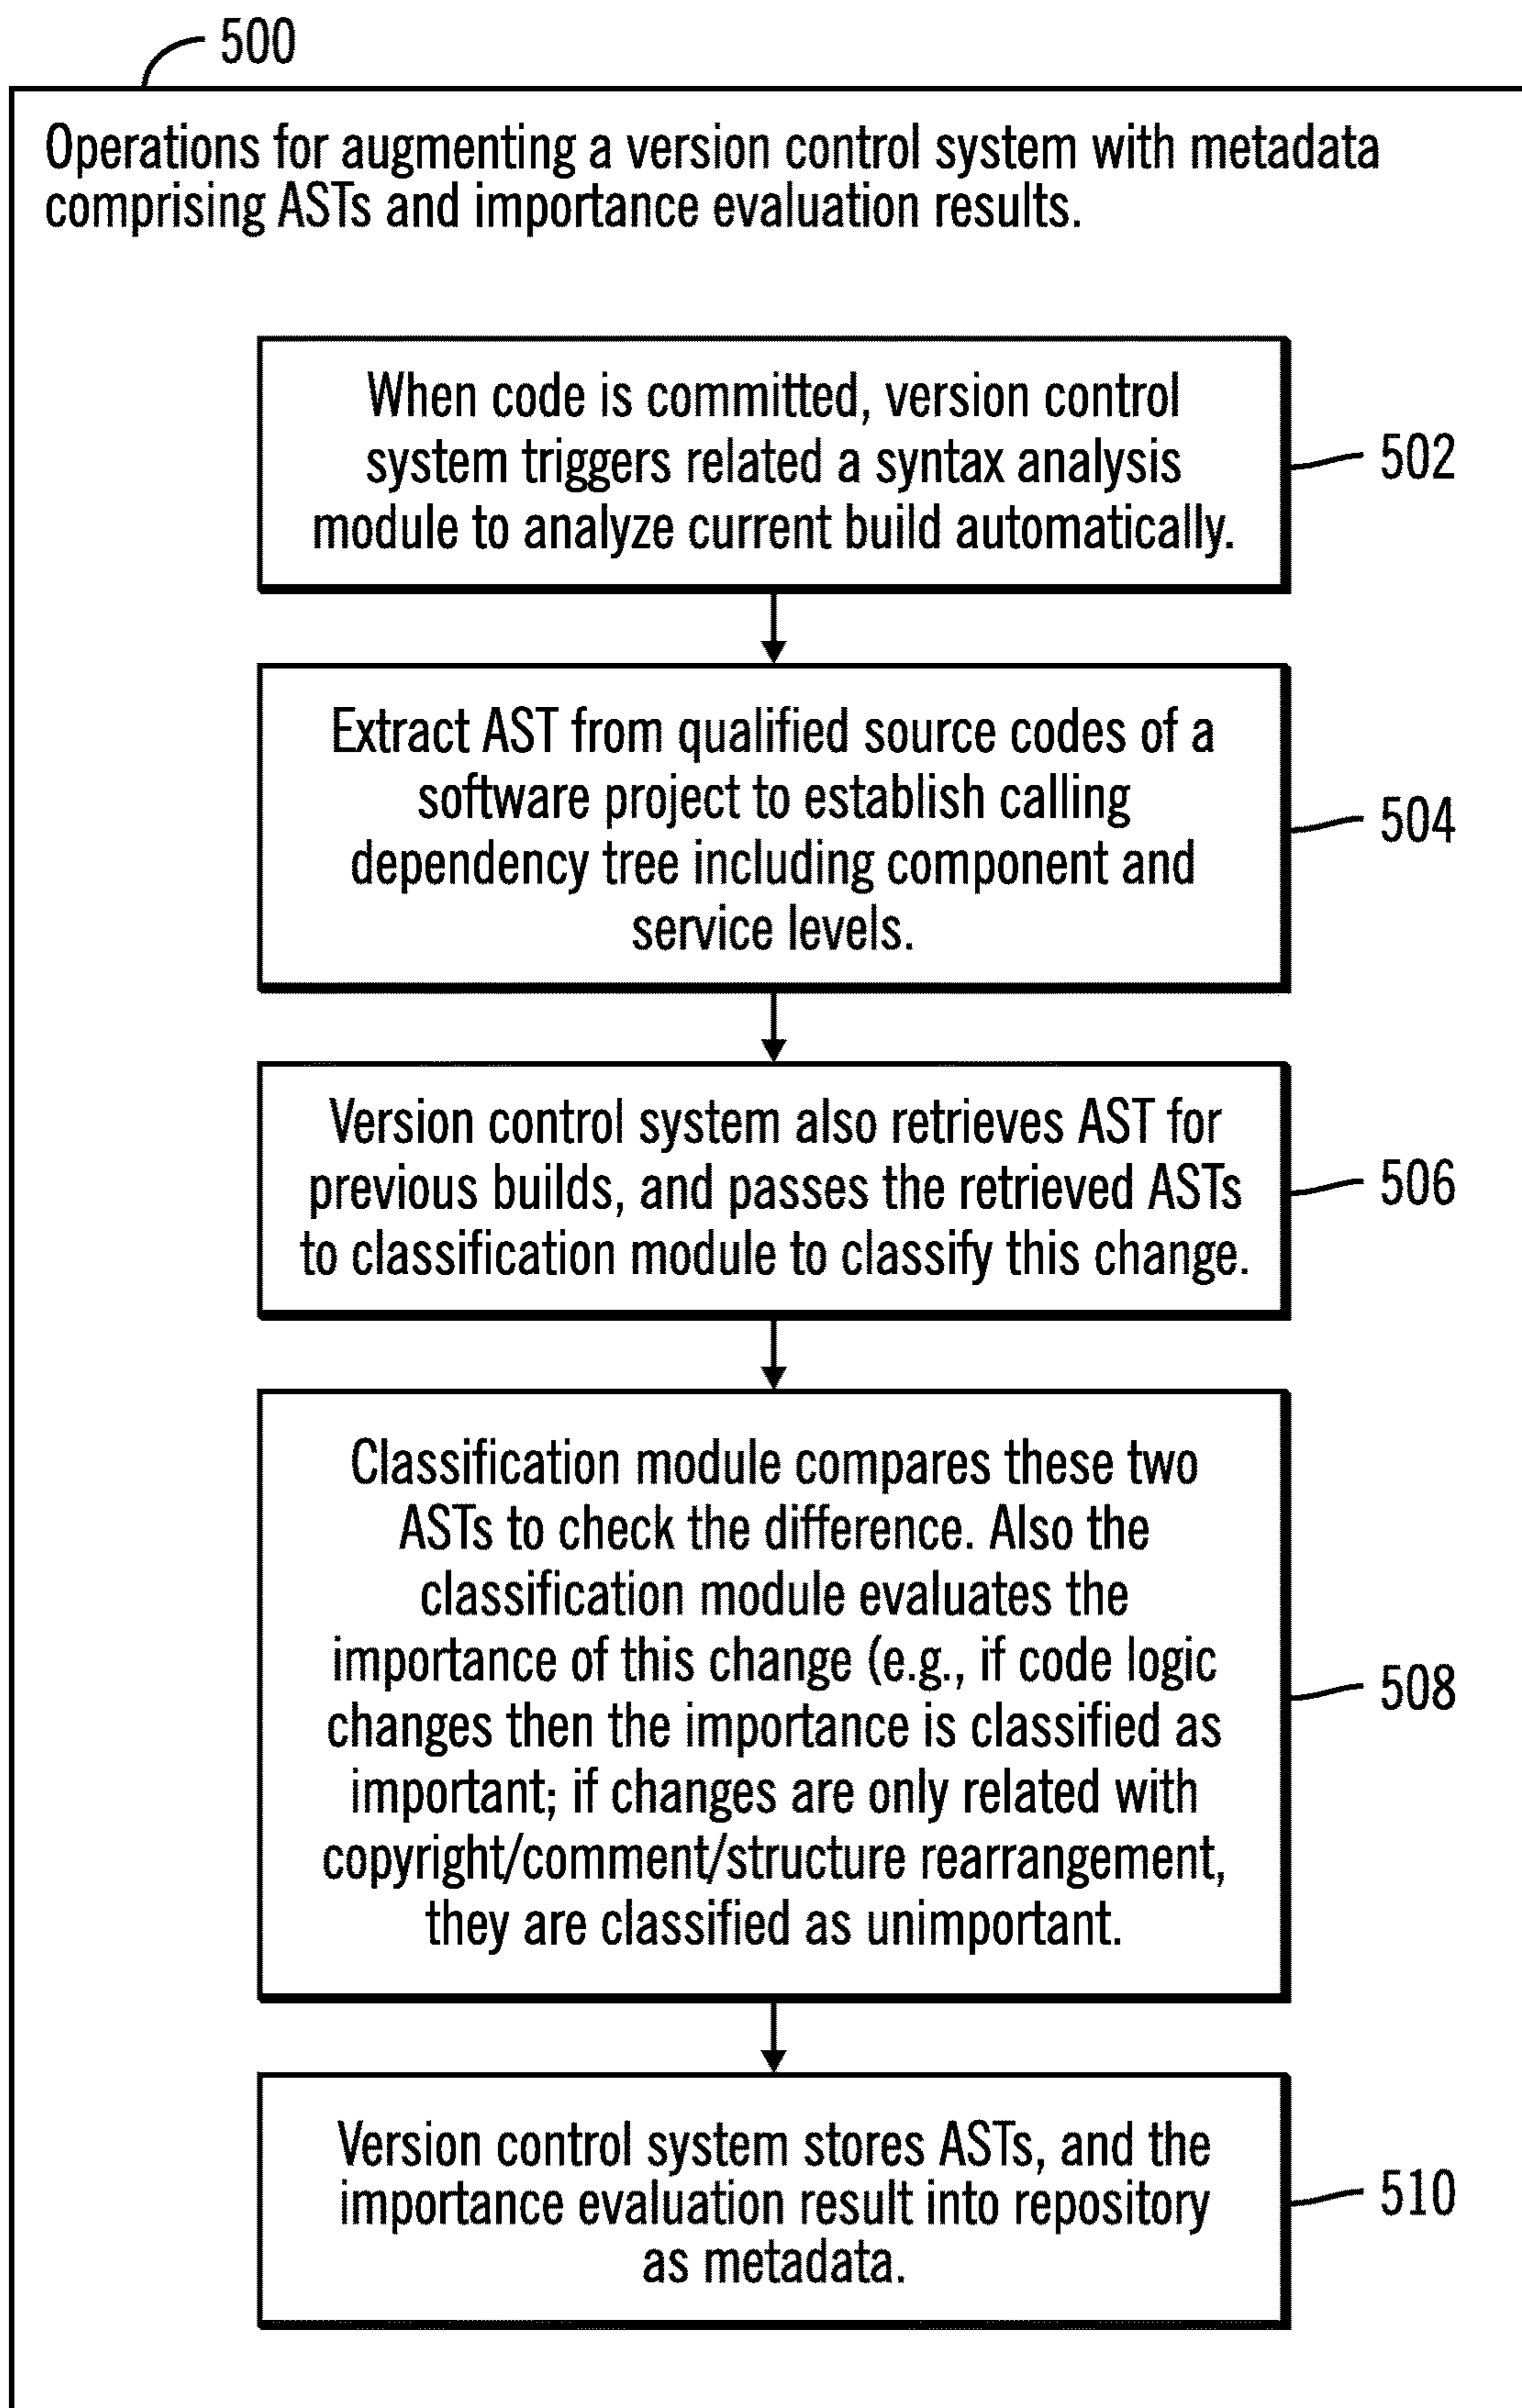 500
Operations for augmenting a version control system with metadata
comprising ASTs and importance evaluation results.
When code is committed, version control
system triggers related a syntax analysis
module to analyze current build automatically.
502
Extract AST from qualified source codes of a
software project to establish calling
dependency tree including component and
service levels.
504
Version control system also retrieves AST for
previous builds, and passes the retrieved ASTs
to classification module to classify this change.
506
Classification module compares these two
ASTs to check the difference. Also the
classification module evaluates the
importance of this change (e.g., if code logic
changes then the importance is classified as
important; if changes are only related with
copyright/comment/structure rearrangement,
they are classified as unimportant.
508
Version control system stores ASTs, and the
importance evaluation result into repository
as metadata.
510